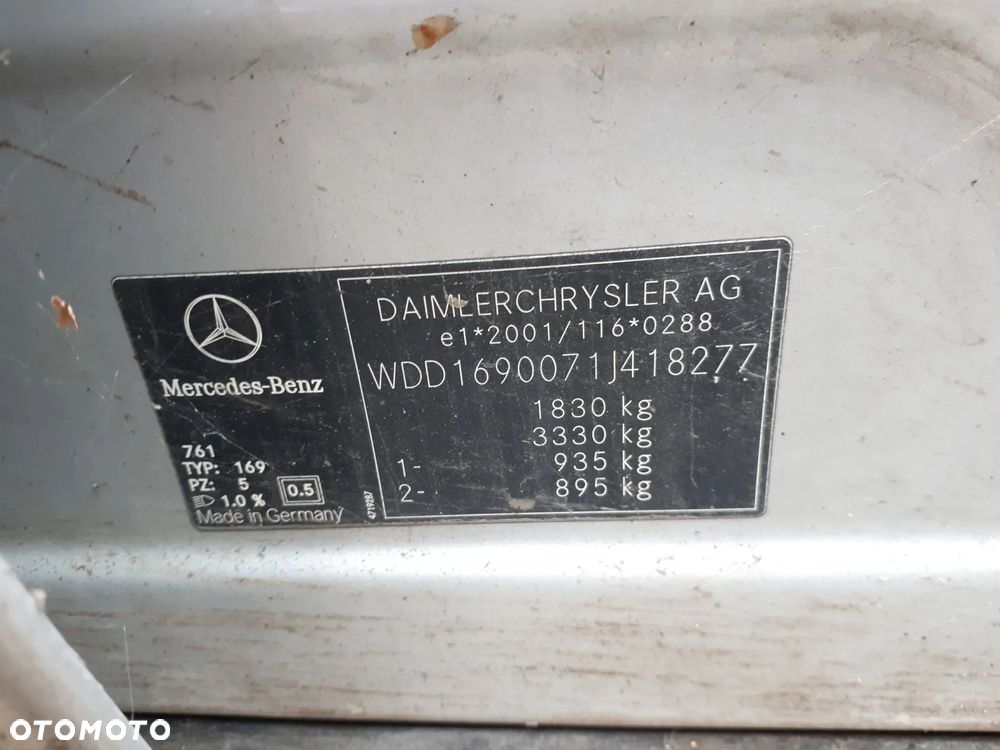 Mercedes-Benz
761
TYP: 169
PZ: 5
1.0 % 0.5
Made in Germany
4719287
DAIMLERCHRYSLER AG
e1*2001/116*0288
WDD1690071J418277
1830 kg
3330 kg
1- 935 kg
2- 895 kg
OTOMOTO